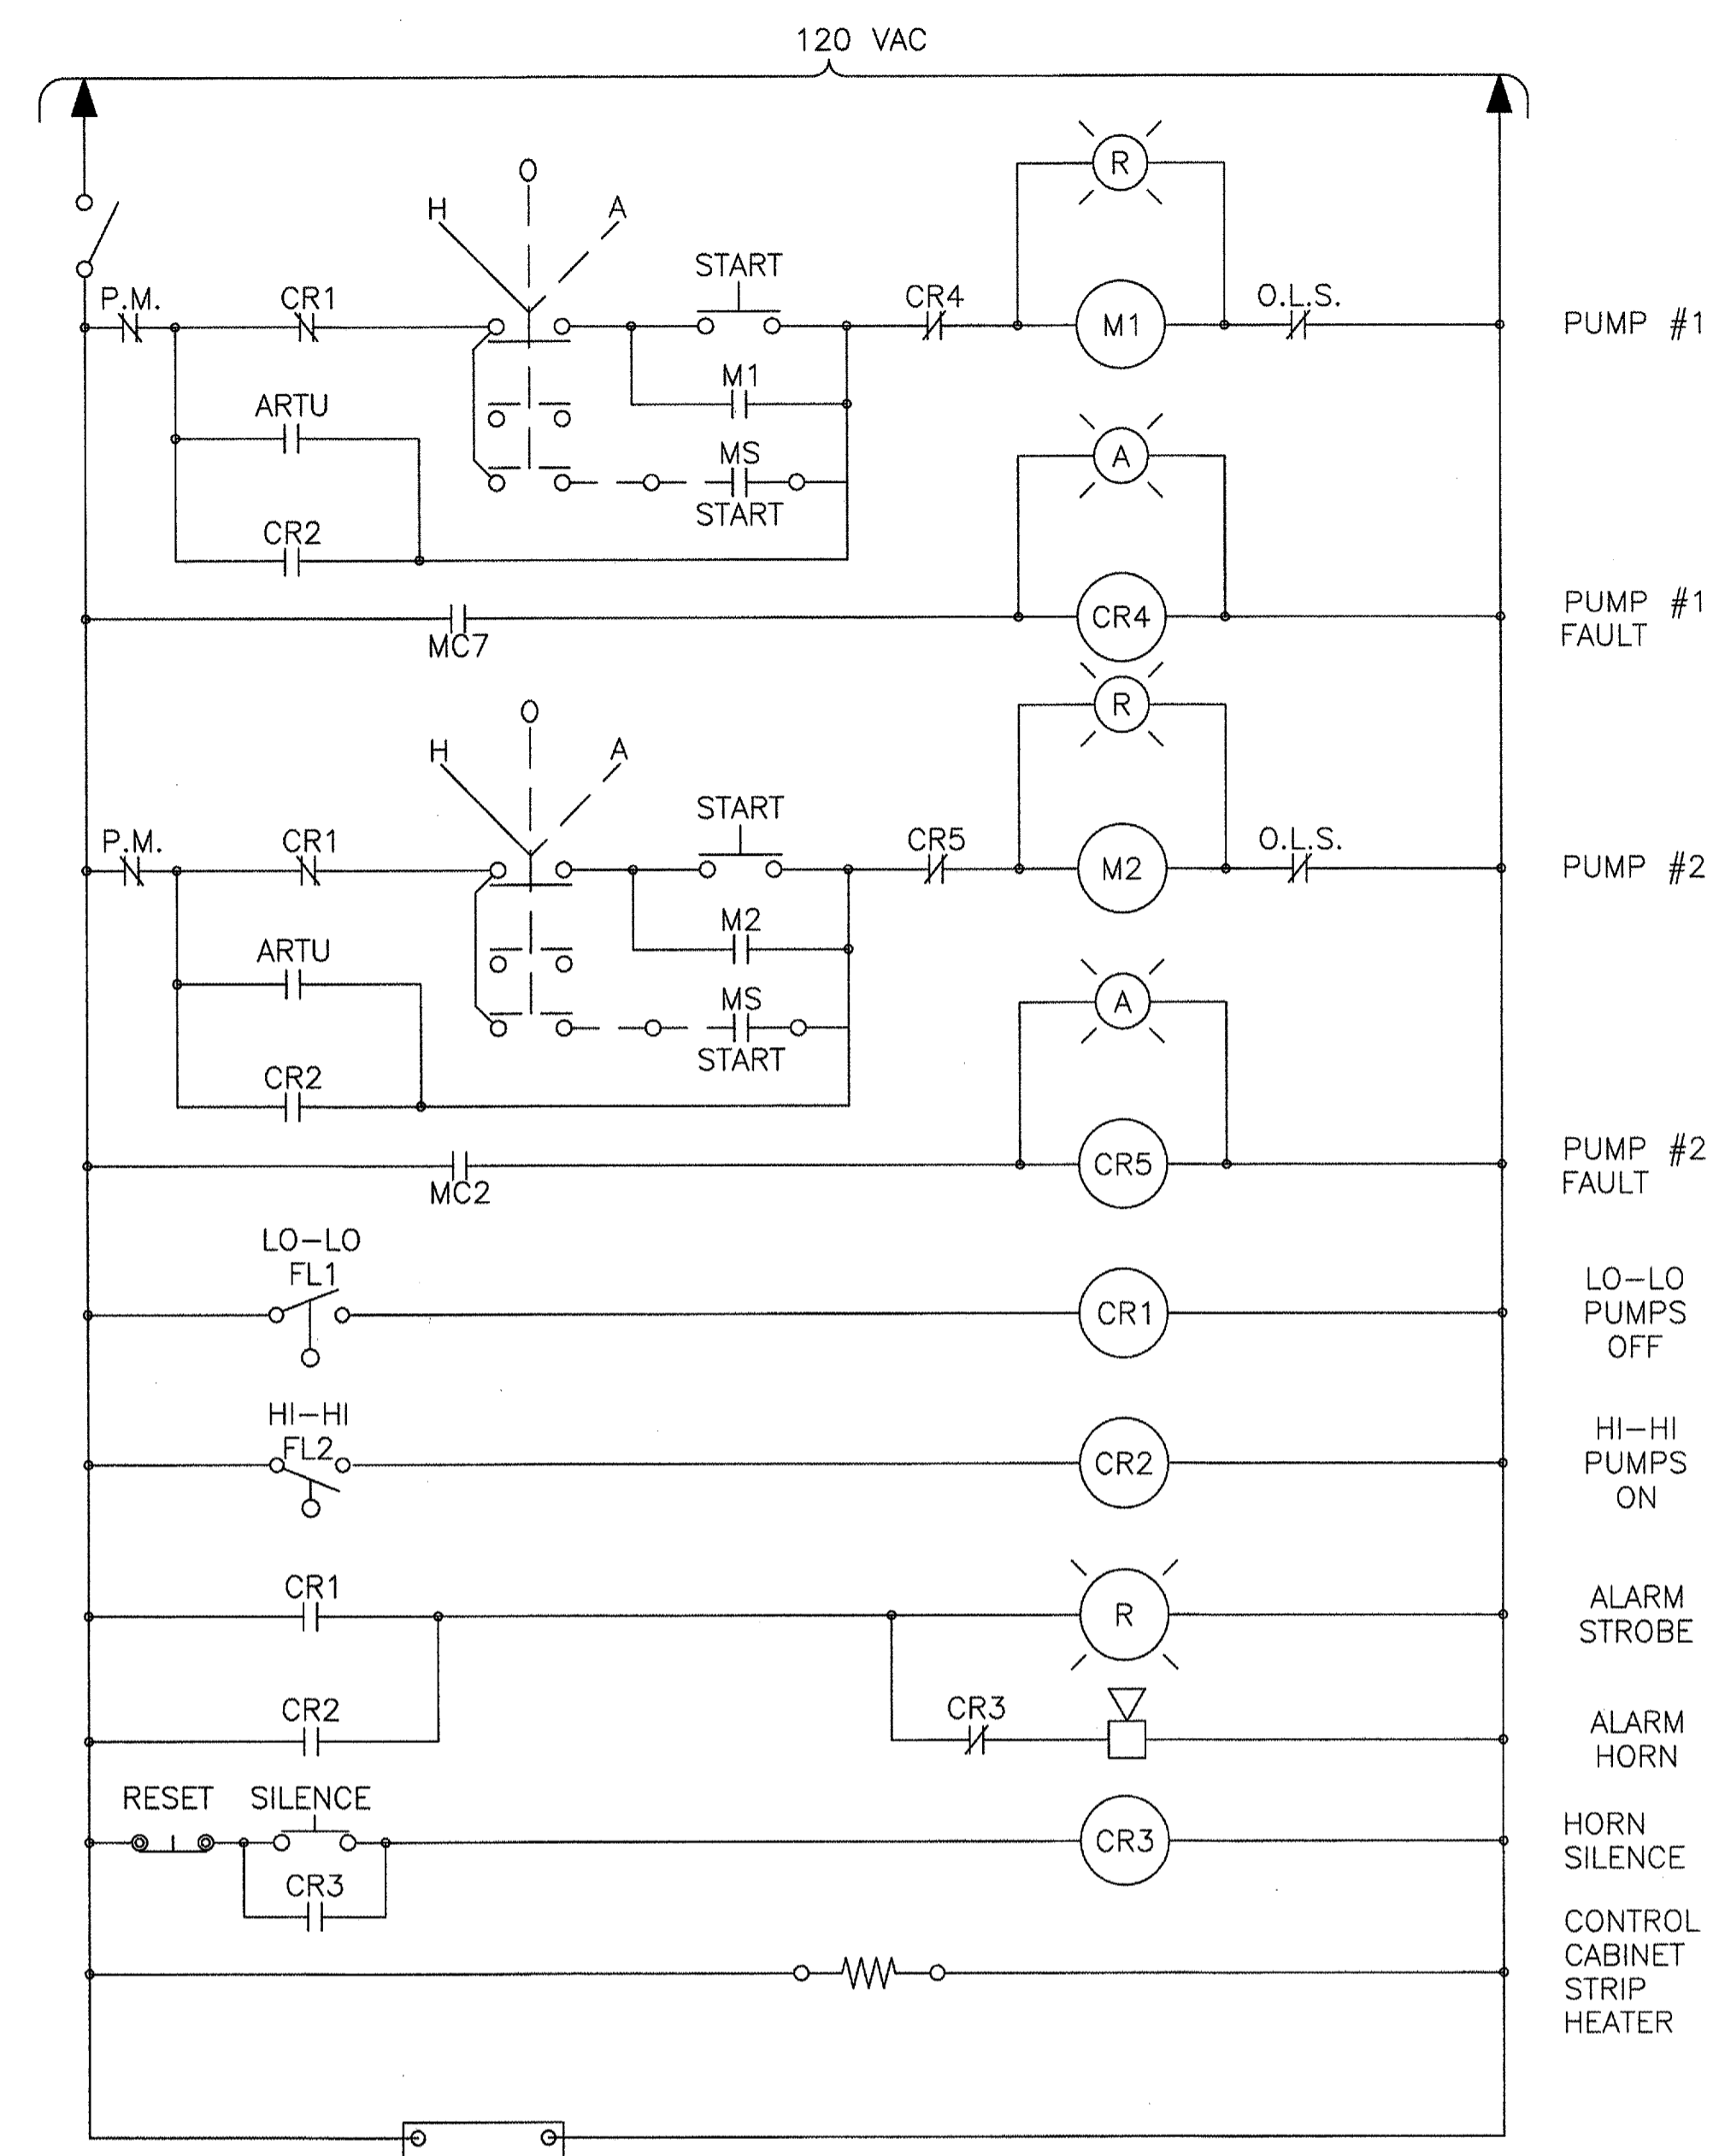 120 VAC
R
O
H
A
START
P.M.
CR1
CR4
O.L.S.
M1
PUMP #1
M1
ARTU
MS
A
START
CR2
CR4
PUMP #1
FAULT
MC7
R
O
H
A
START
P.M.
CR1
CR5
O.L.S.
M2
PUMP #2
M2
ARTU
MS
A
START
CR2
CR5
PUMP #2
FAULT
MC2
LO-LO
FL1
CR1
LO-LO
PUMPS
OFF
HI-HI
FL2
CR2
HI-HI
PUMPS
ON
CR1
R
ALARM
STROBE
CR2
CR3
ALARM
HORN
RESET SILENCE
CR3
HORN
SILENCE
CR3
CONTROL
CABINET
STRIP
HEATER